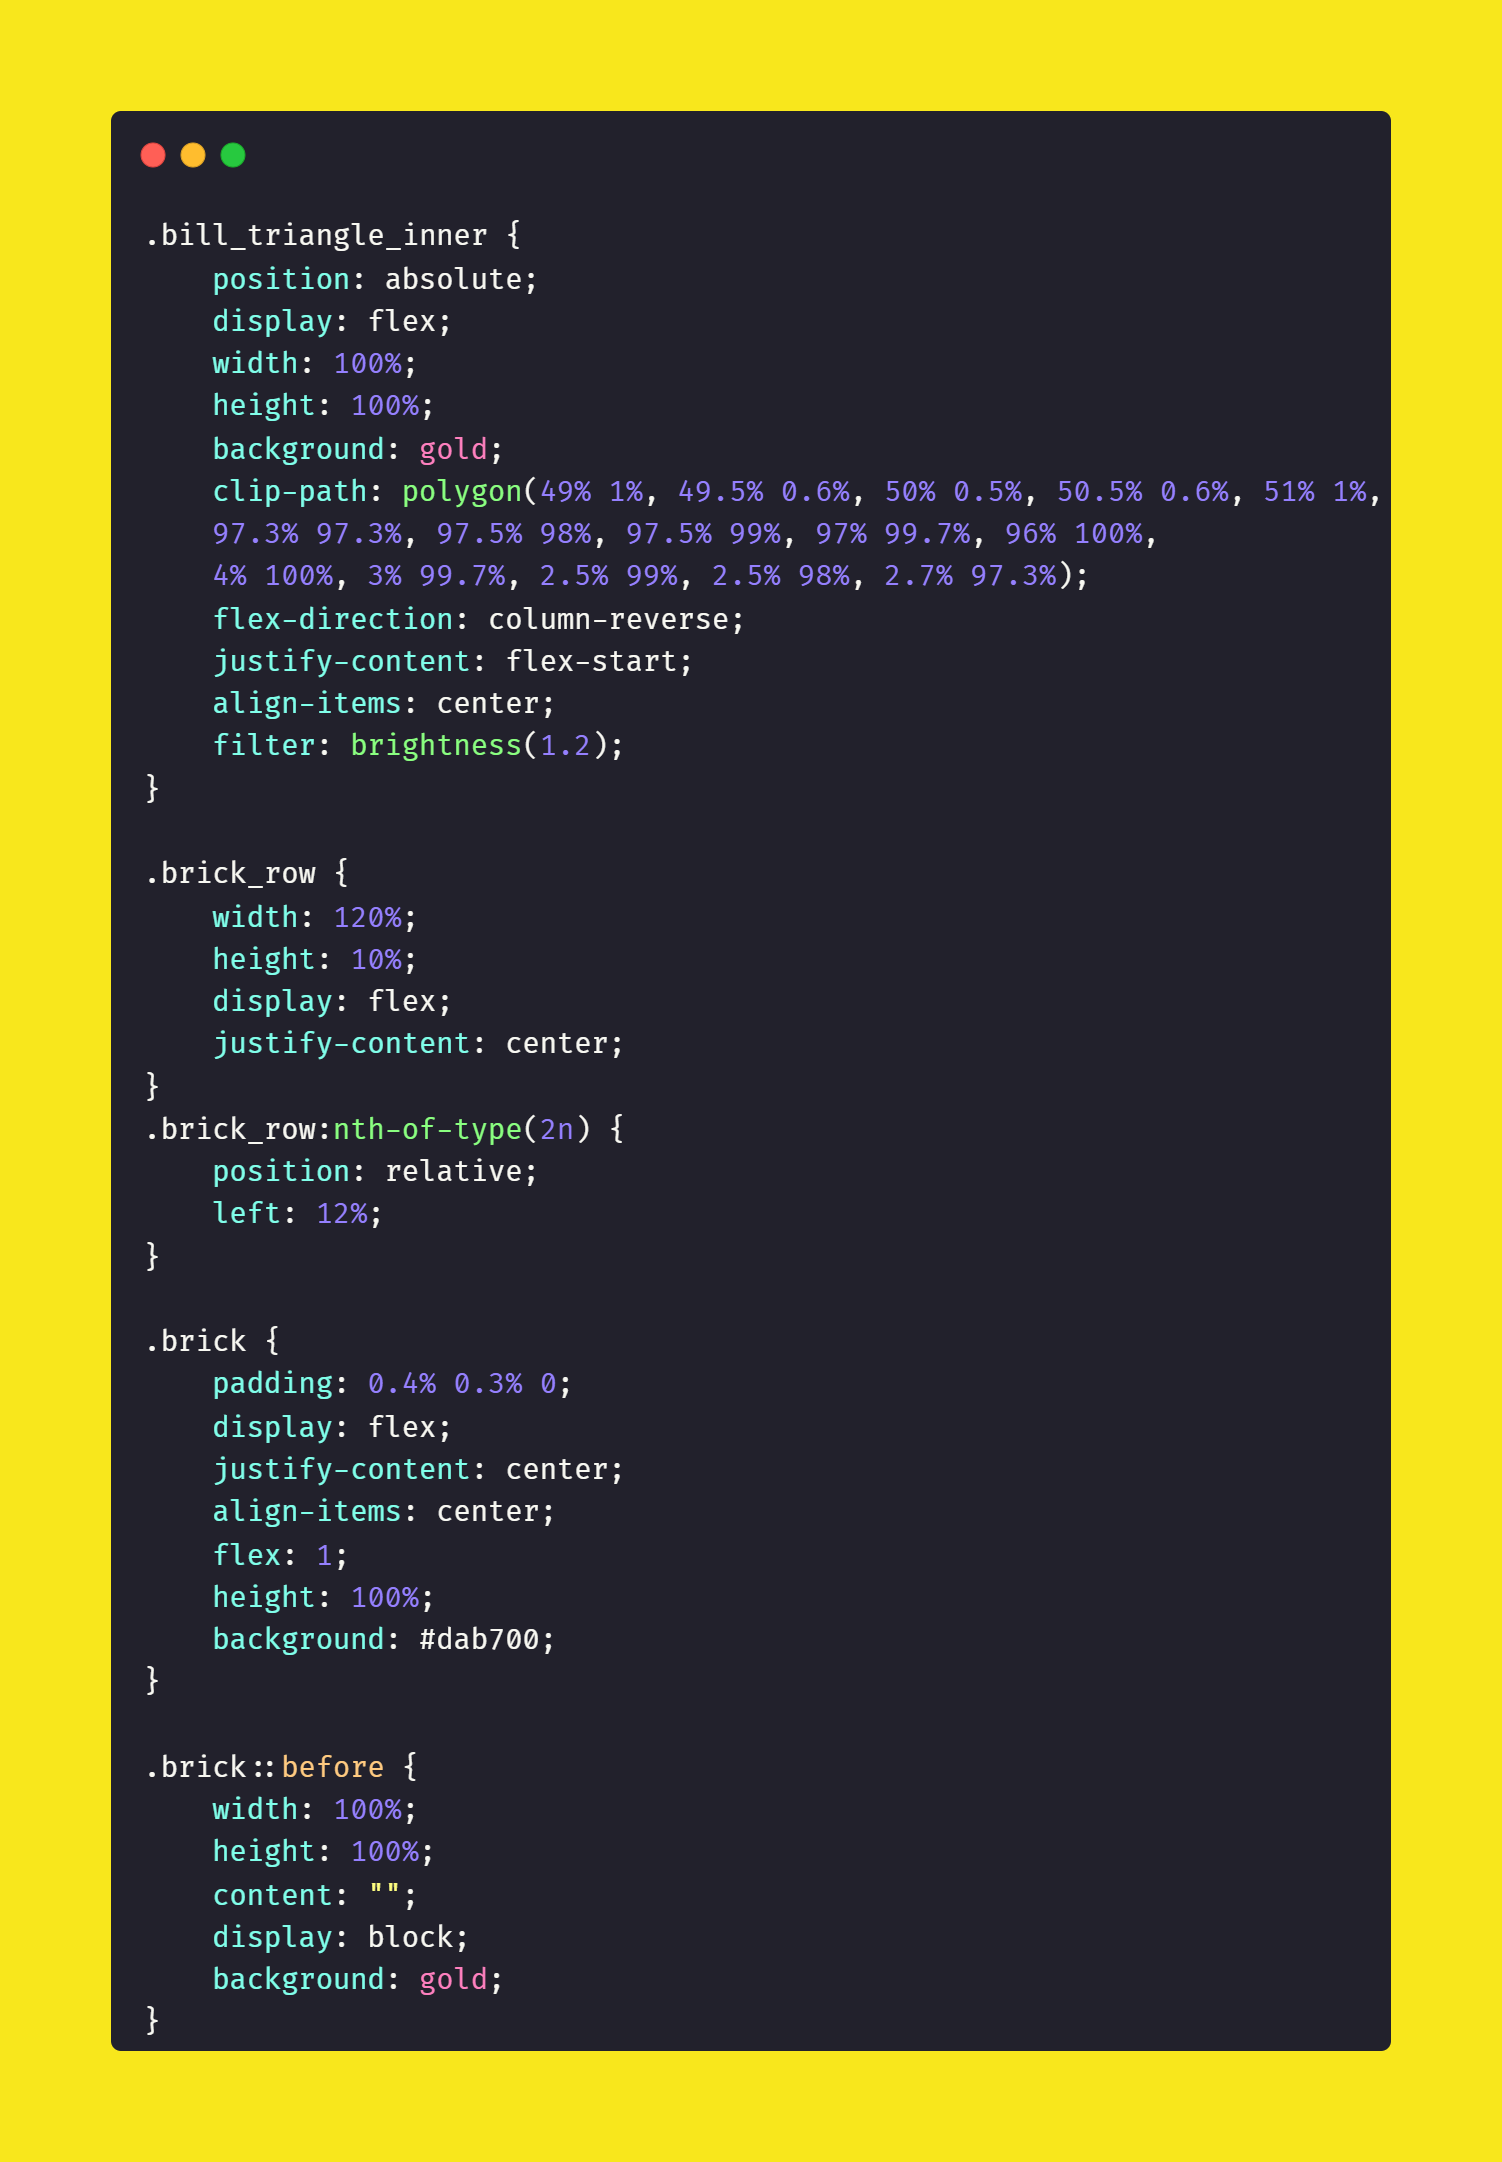 .bill_triangle_inner {
    position: absolute;
    display: flex;
    width: 100%;
    height: 100%;
    background: gold;
    clip-path: polygon(49% 1%, 49.5% 0.6%, 50% 0.5%, 50.5% 0.6%, 51% 1%,
    97.3% 97.3%, 97.5% 98%, 97.5% 99%, 97% 99.7%, 96% 100%,
    4% 100%, 3% 99.7%, 2.5% 99%, 2.5% 98%, 2.7% 97.3%);
    flex-direction: column-reverse;
    justify-content: flex-start;
    align-items: center;
    filter: brightness(1.2);
}

.brick_row {
    width: 120%;
    height: 10%;
    display: flex;
    justify-content: center;
}
.brick_row:nth-of-type(2n) {
    position: relative;
    left: 12%;
}

.brick {
    padding: 0.4% 0.3% 0;
    display: flex;
    justify-content: center;
    align-items: center;
    flex: 1;
    height: 100%;
    background: #dab700;
}

.brick::before {
    width: 100%;
    height: 100%;
    content: "";
    display: block;
    background: gold;
}